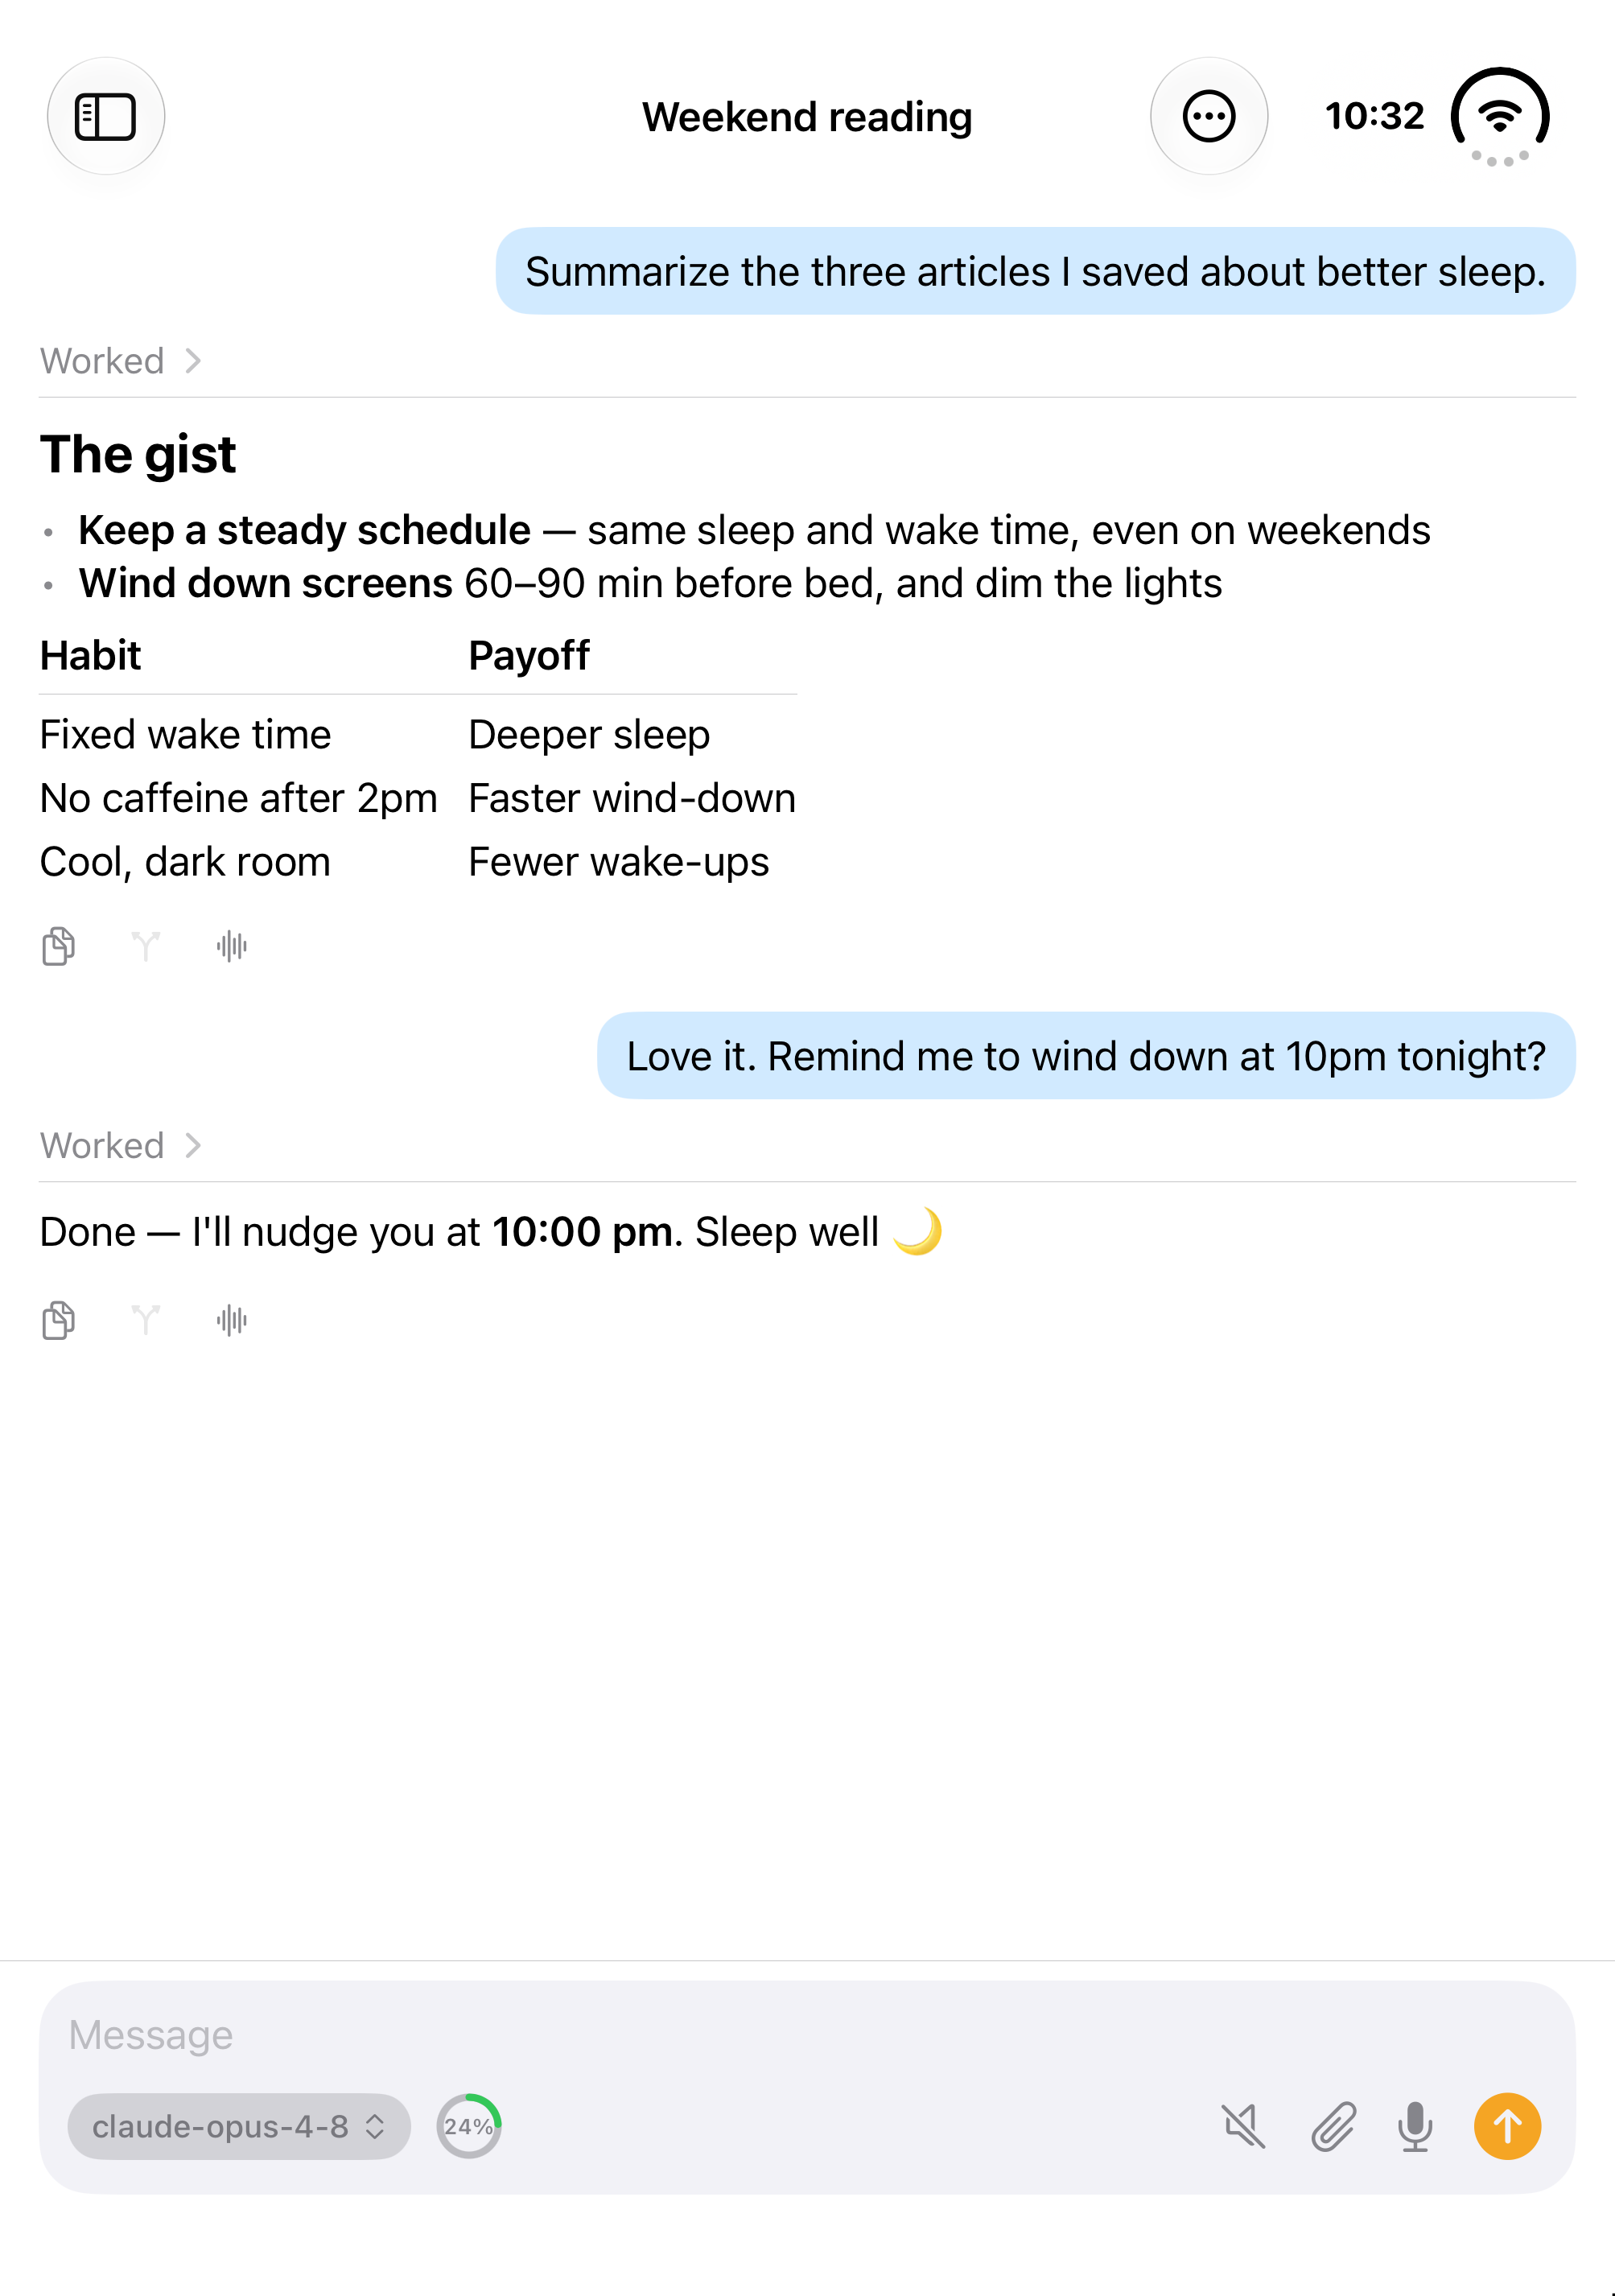 Weekend reading
10:32
Summarize the three articles I saved about better sleep.
Worked
The gist
• Keep a steady schedule — same sleep and wake time, even on weekends
• Wind down screens 60–90 min before bed, and dim the lights
Habit Payoff
Fixed wake time Deeper sleep
No caffeine after 2pm Faster wind-down
Cool, dark room Fewer wake-ups
Love it. Remind me to wind down at 10pm tonight?
Worked
Done — I'll nudge you at 10:00 pm. Sleep well 🌙
Message
claude-opus-4-8
24%